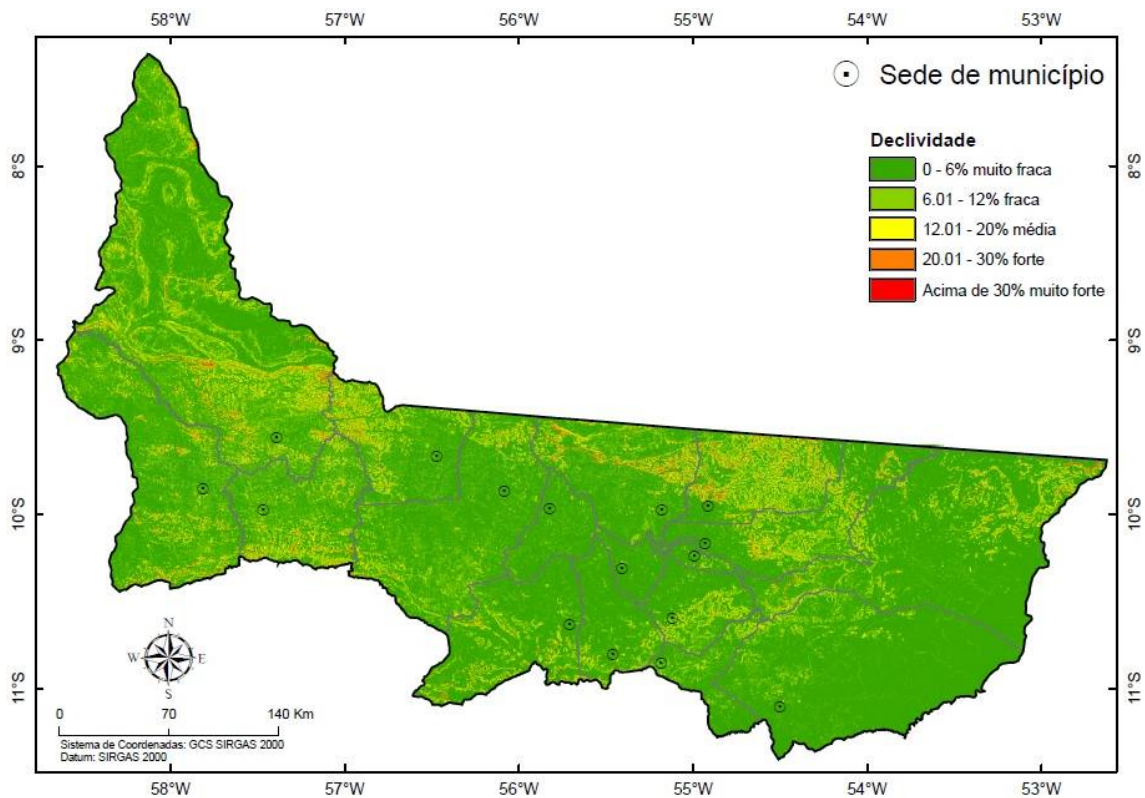 58°W 57°W 56°W 55°W 54°W 53°W
Sede de município
Declividade
0 - 6% muito fraca
6.01 - 12% fraca
12.01 - 20% média
20.01 - 30% forte
Acima de 30% muito forte
8°S 8°S
9°S 9°S
10°S 10°S
11°S 11°S
N
W E
S
0 70 140 Km
Sistema de Coordenadas: GCS SIRGAS 2000
Datum: SIRGAS 2000
58°W 57°W 56°W 55°W 54°W 53°W